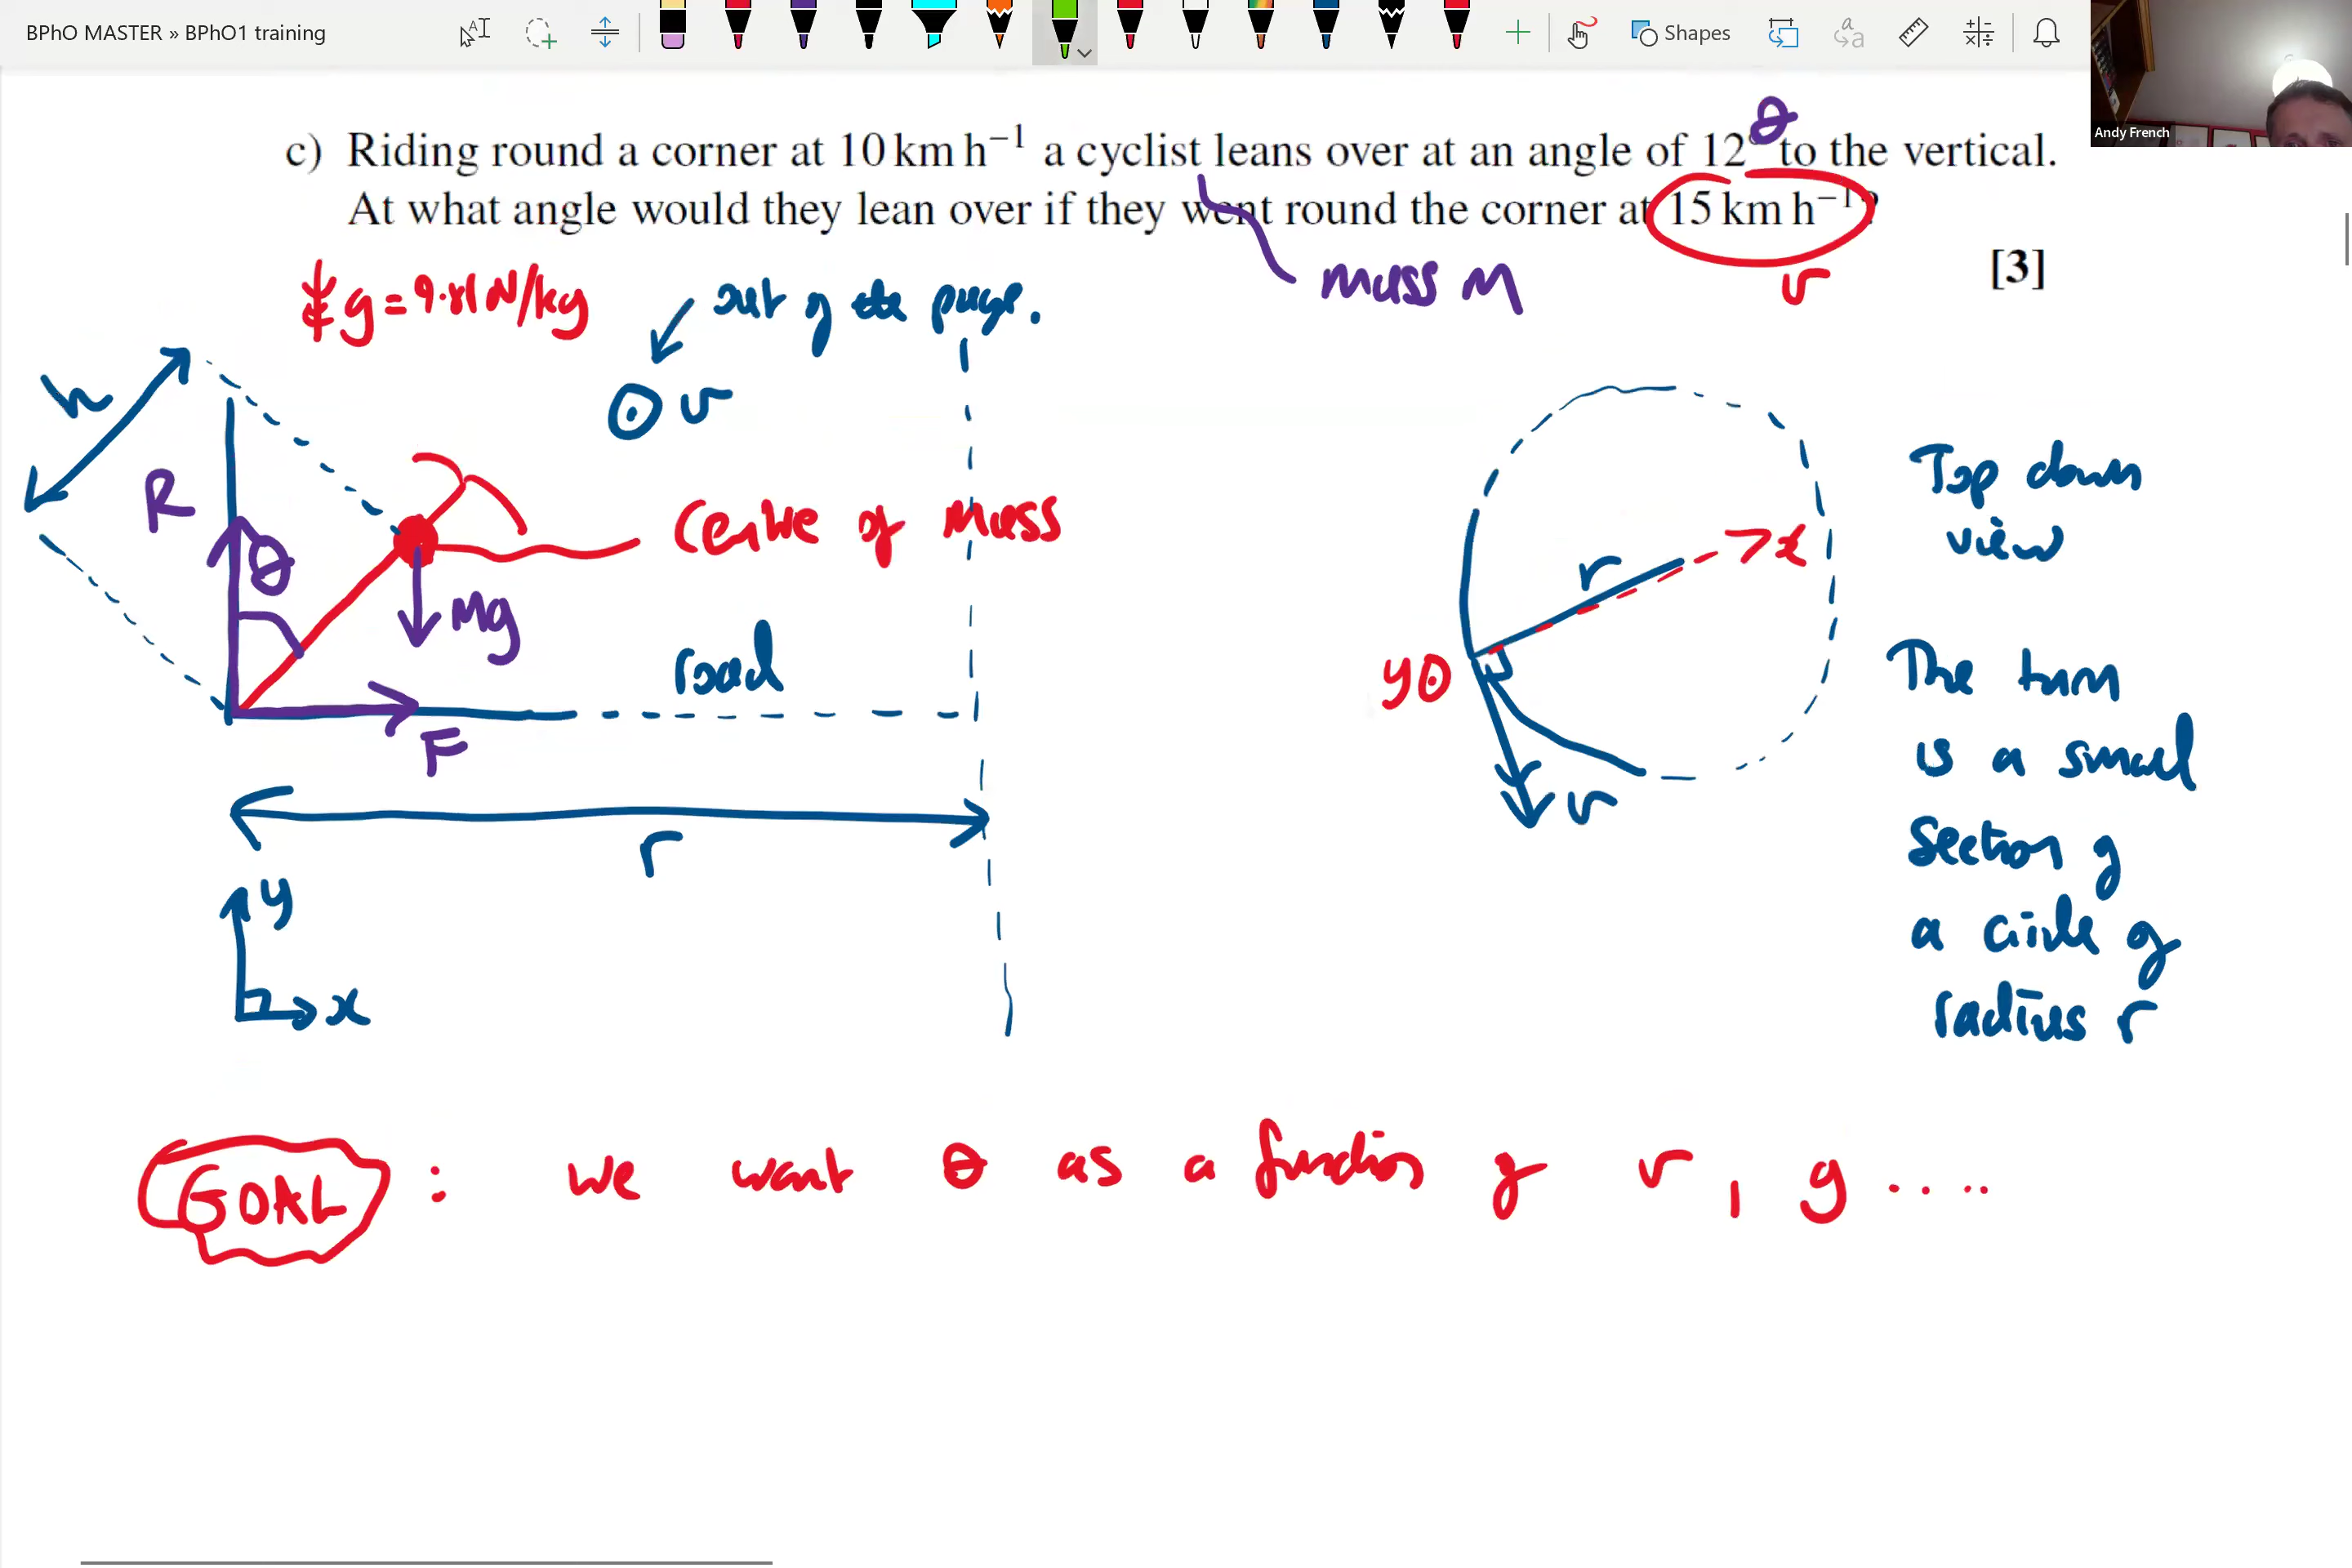 BPhO MASTER » BPhO1 training
Shapes
Andy French
c) Riding round a corner at 10 km h⁻¹ a cyclist leans over at an angle of 12° to the vertical.
θ
At what angle would they lean over if they went round the corner at 15 km h⁻¹?
[3]
g = 9.81 N/kg
out of the page.
mass M
v
⊙ v
h
R
θ
Centre of mass
Mg
road
F
r
y
x
Top down
view
r
x
y⊙
v
The turn
is a small
section of
a circle of
radius r
GOAL : we want θ as a function of v, g .....